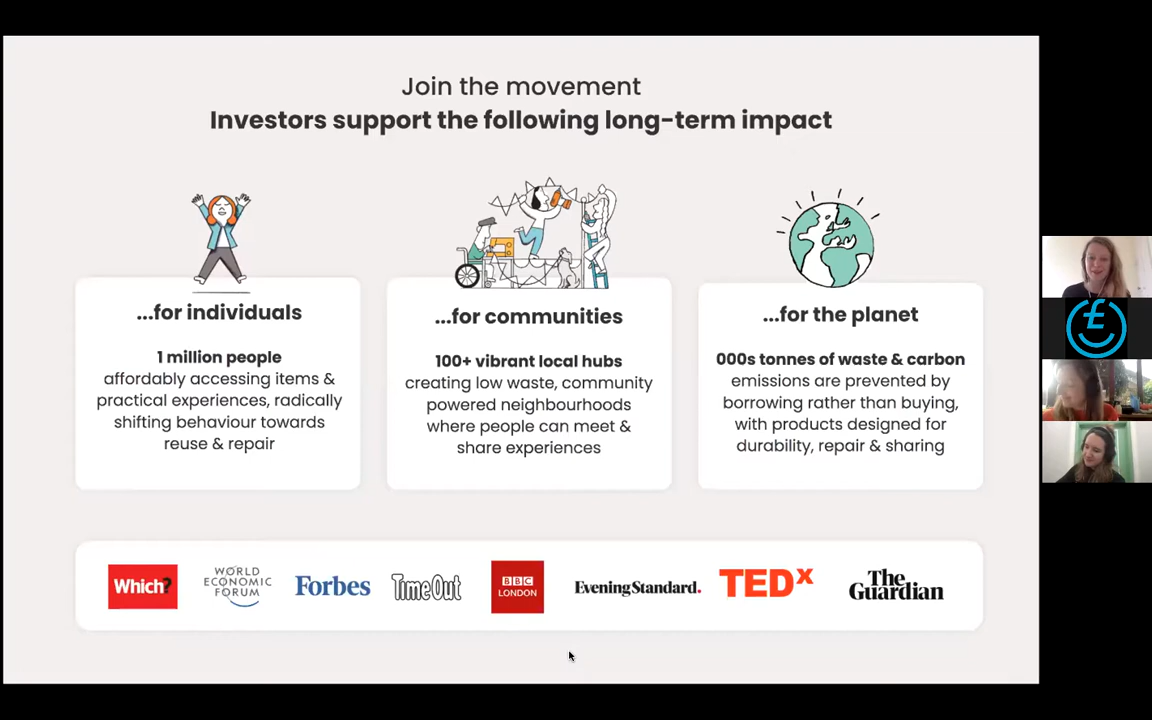 Join the movement
Investors support the following long-term impact
...for individuals
1 million people
affordably accessing items &
practical experiences, radically
shifting behaviour towards
reuse & repair
...for communities
100+ vibrant local hubs
creating low waste, community
powered neighbourhoods
where people can meet &
share experiences
...for the planet
000s tonnes of waste & carbon
emissions are prevented by
borrowing rather than buying,
with products designed for
durability, repair & sharing
Which?
WORLD
ECONOMIC
FORUM
Forbes
TimeOut
BBC
LONDON
Evening Standard.
TEDx
The
Guardian
£